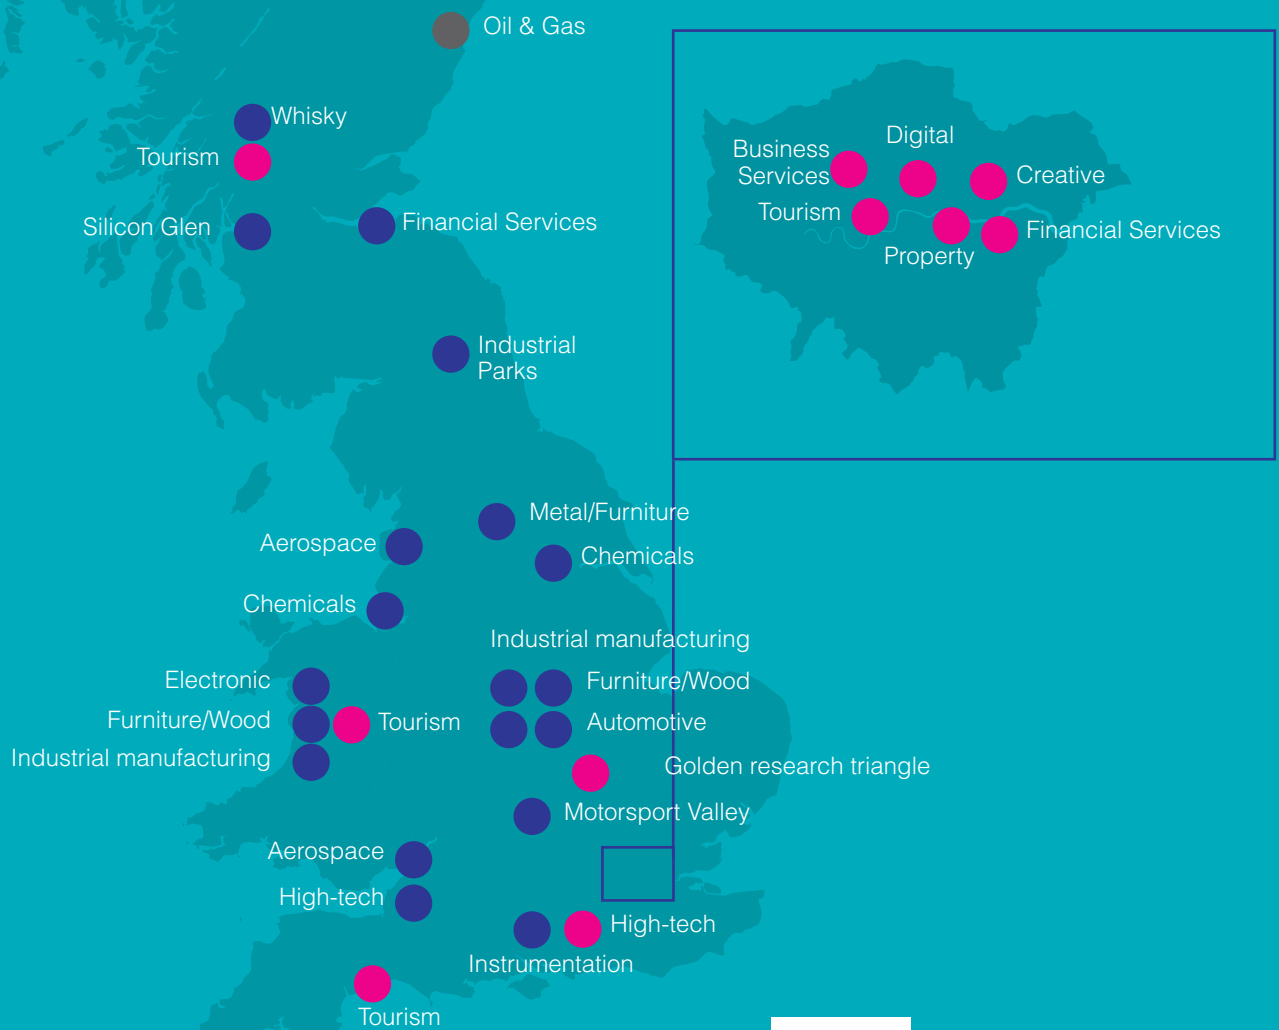 Oil & Gas
Whisky
Tourism
Silicon Glen
Financial Services
Industrial
Parks
Digital
Business
Services
Creative
Tourism
Financial Services
Property
Metal/Furniture
Aerospace
Chemicals
Chemicals
Industrial manufacturing
Electronic
Furniture/Wood
Furniture/Wood
Tourism
Automotive
Industrial manufacturing
Golden research triangle
Motorsport Valley
Aerospace
High-tech
High-tech
Instrumentation
Tourism